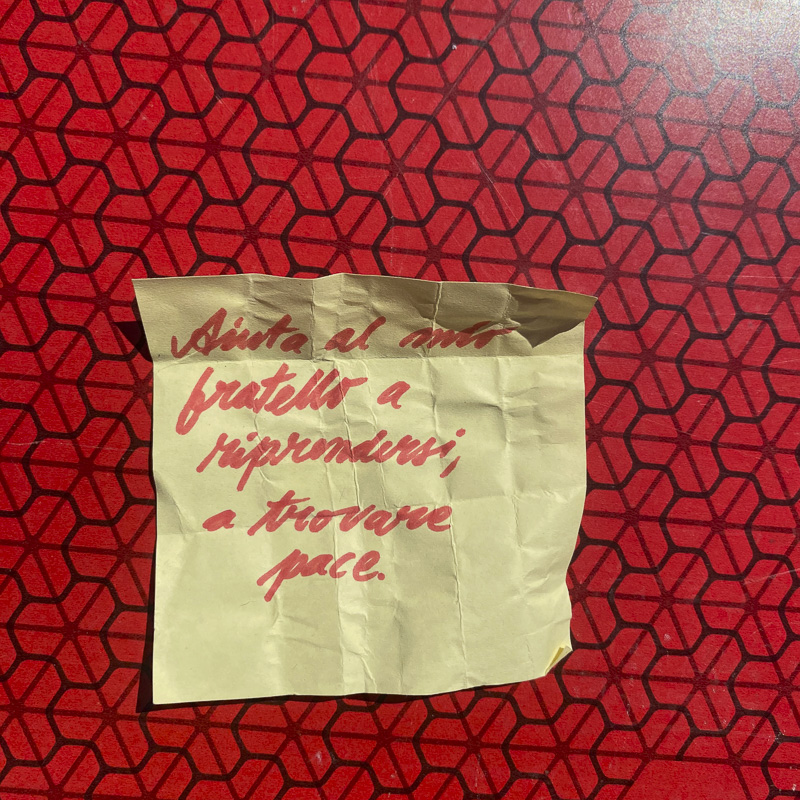 Aiuta al mio
fratello a
riprendersi,
a trovare
pace.